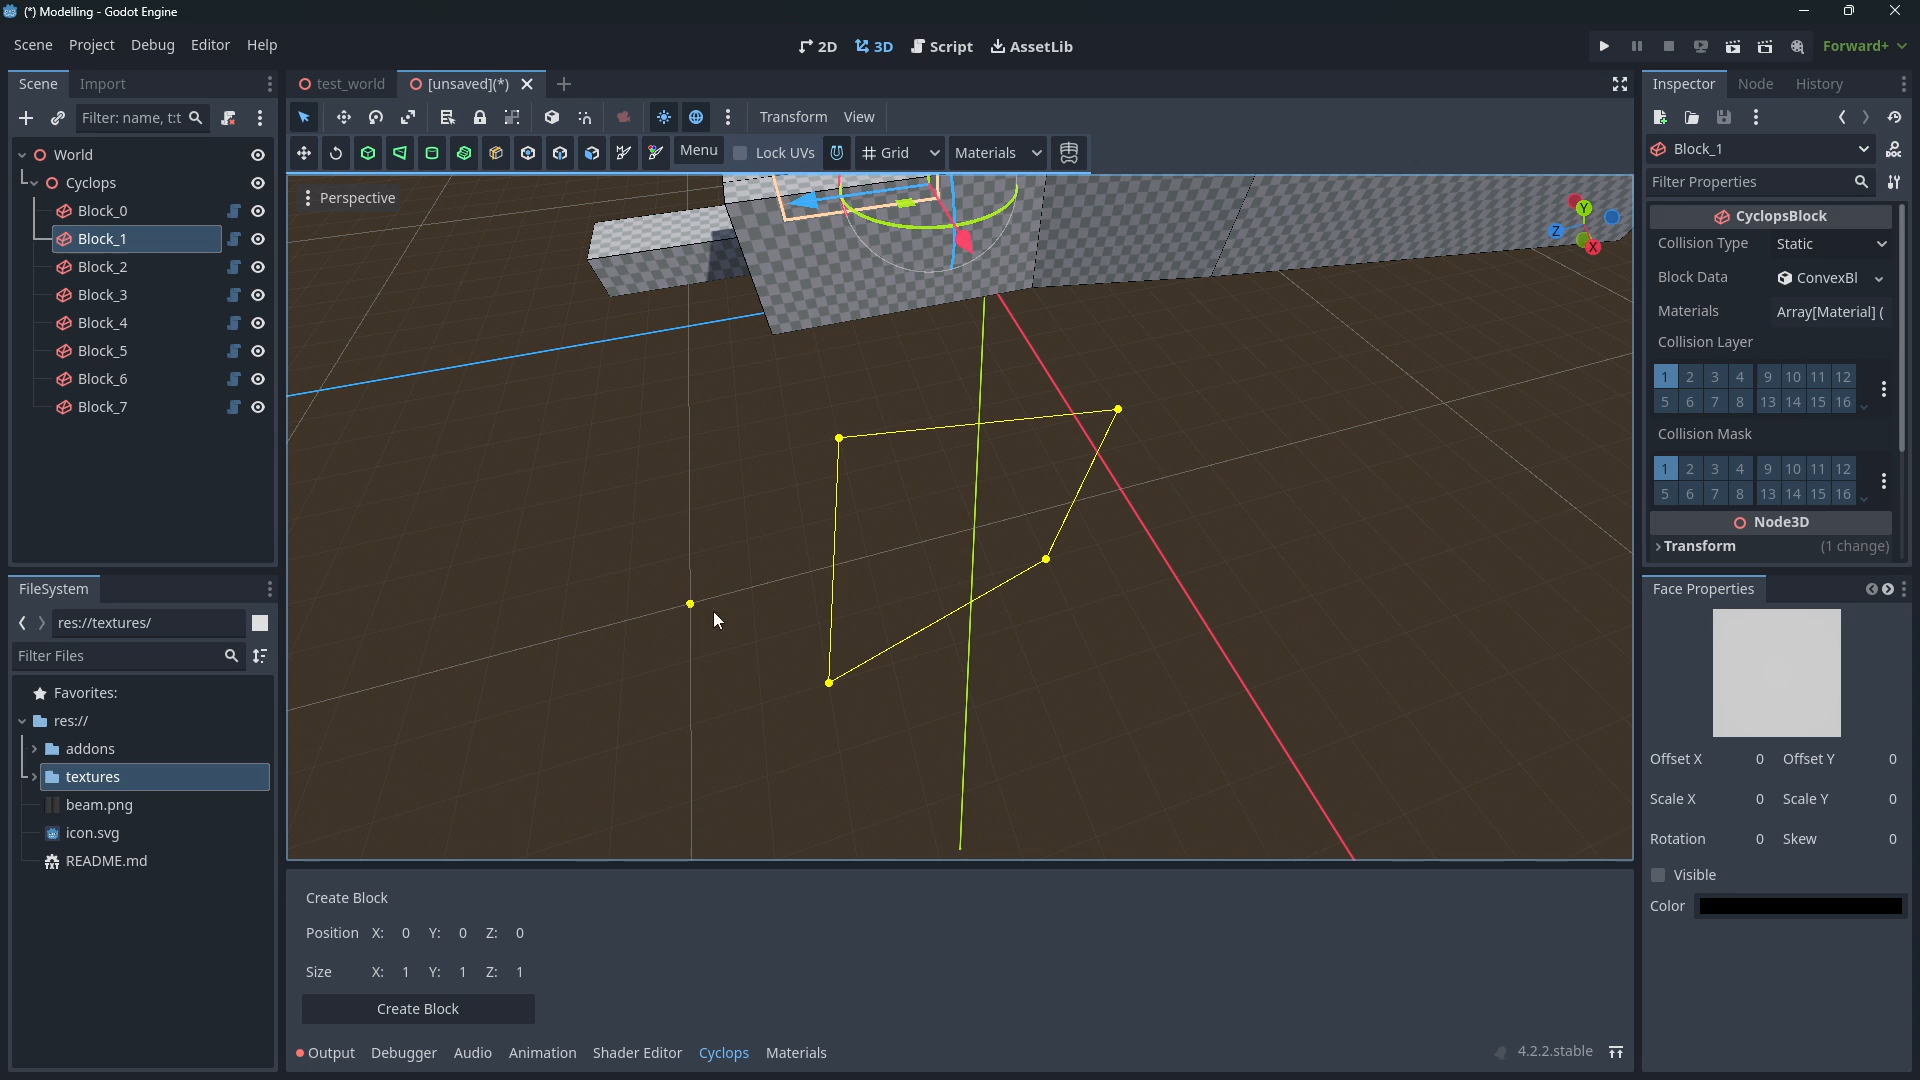 (*) Modelling - Godot Engine
Scene Project Debug Editor Help
2D 3D Script AssetLib
Forward+
Scene Import
test_world [unsaved](*)
Inspector Node History
Filter: name, t:t
Transform View
Menu Lock UVs Grid Materials
World
Cyclops
Block_0
Block_1
Block_2
Block_3
Block_4
Block_5
Block_6
Block_7
Perspective
Y
Z
X
Block_1
Filter Properties
CyclopsBlock
Collision Type Static
Block Data ConvexBl
Materials Array[Material] (
Collision Layer
1 2 3 4 9 10 11 12
5 6 7 8 13 14 15 16
Collision Mask
1 2 3 4 9 10 11 12
5 6 7 8 13 14 15 16
Node3D
Transform (1 change)
FileSystem
res://textures/
Filter Files
Favorites:
res://
addons
textures
beam.png
icon.svg
README.md
Face Properties
Offset X 0 Offset Y 0
Scale X 0 Scale Y 0
Rotation 0 Skew 0
Visible
Color
Create Block
Position X: 0 Y: 0 Z: 0
Size X: 1 Y: 1 Z: 1
Create Block
Output Debugger Audio Animation Shader Editor Cyclops Materials
4.2.2.stable